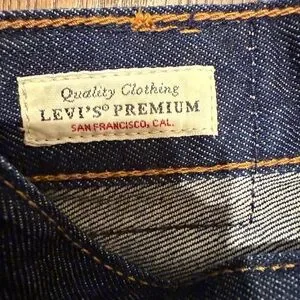 Quality Clothing
LEVI'S® PREMIUM
SAN FRANCISCO, CAL.